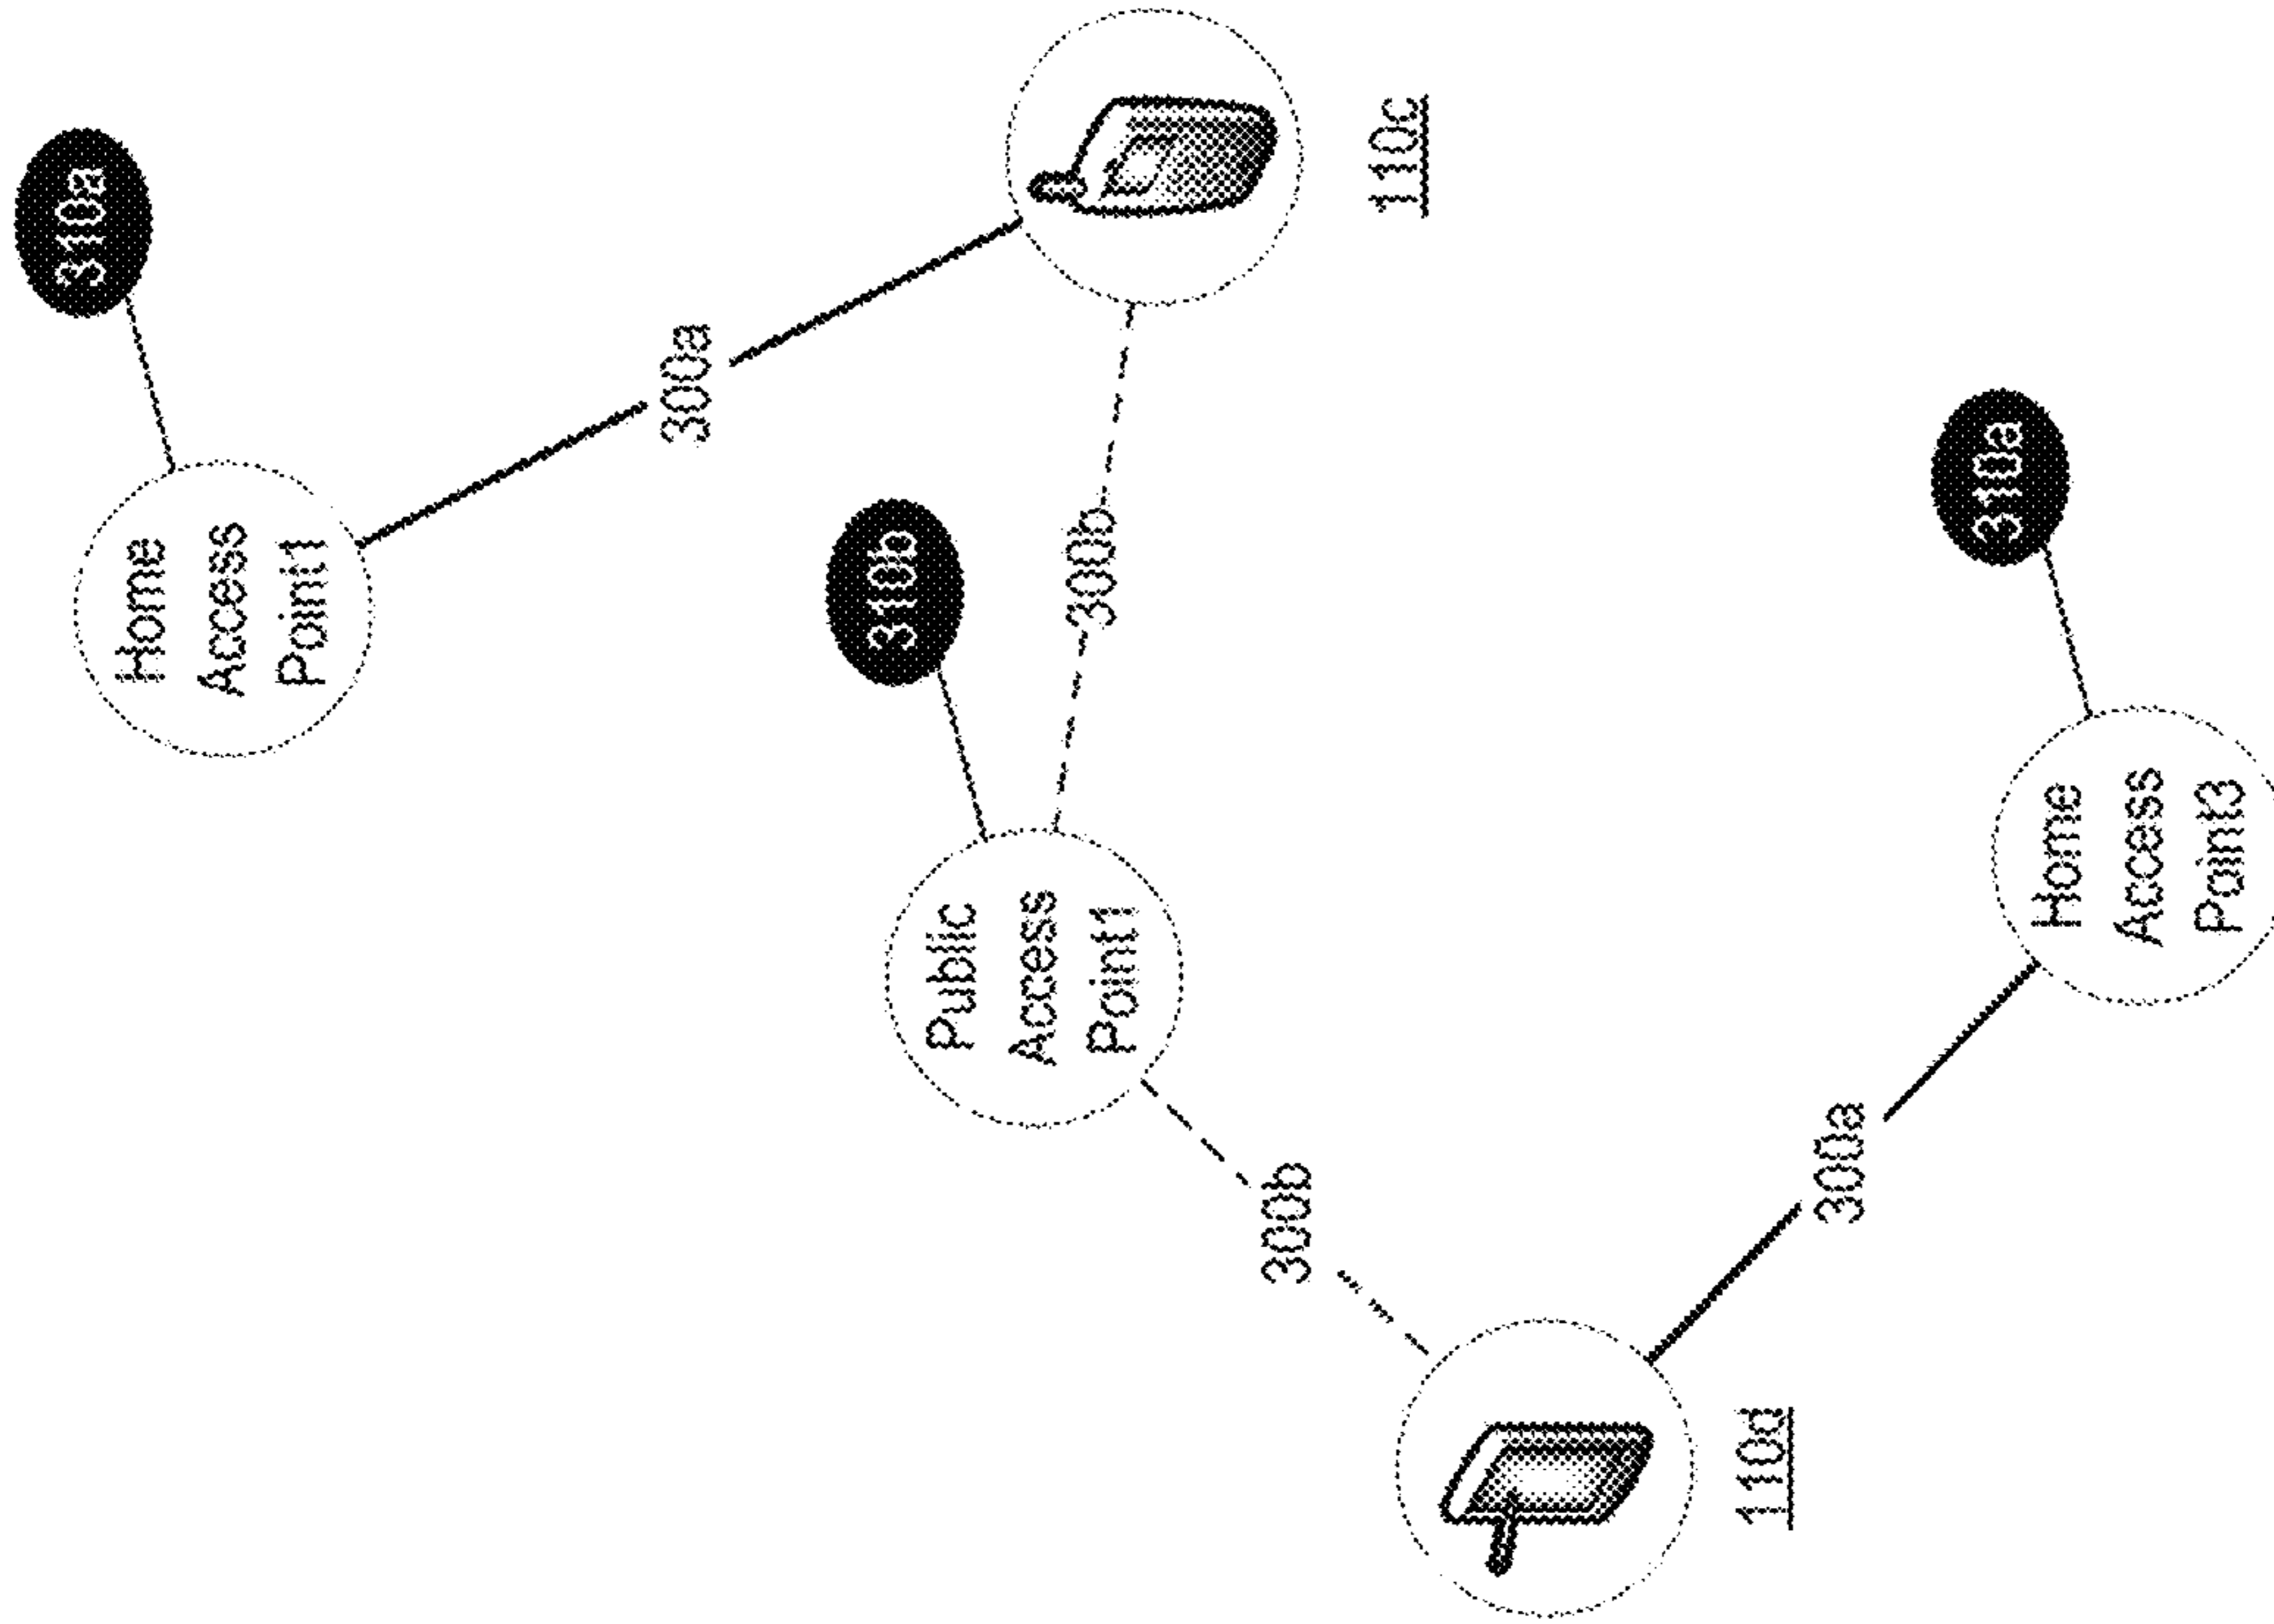 310a
Home
Access
Point1
300a
310b
Public
Access
Point1
300b
300b
110c
110d
300a
310a
Home
Access
Point3